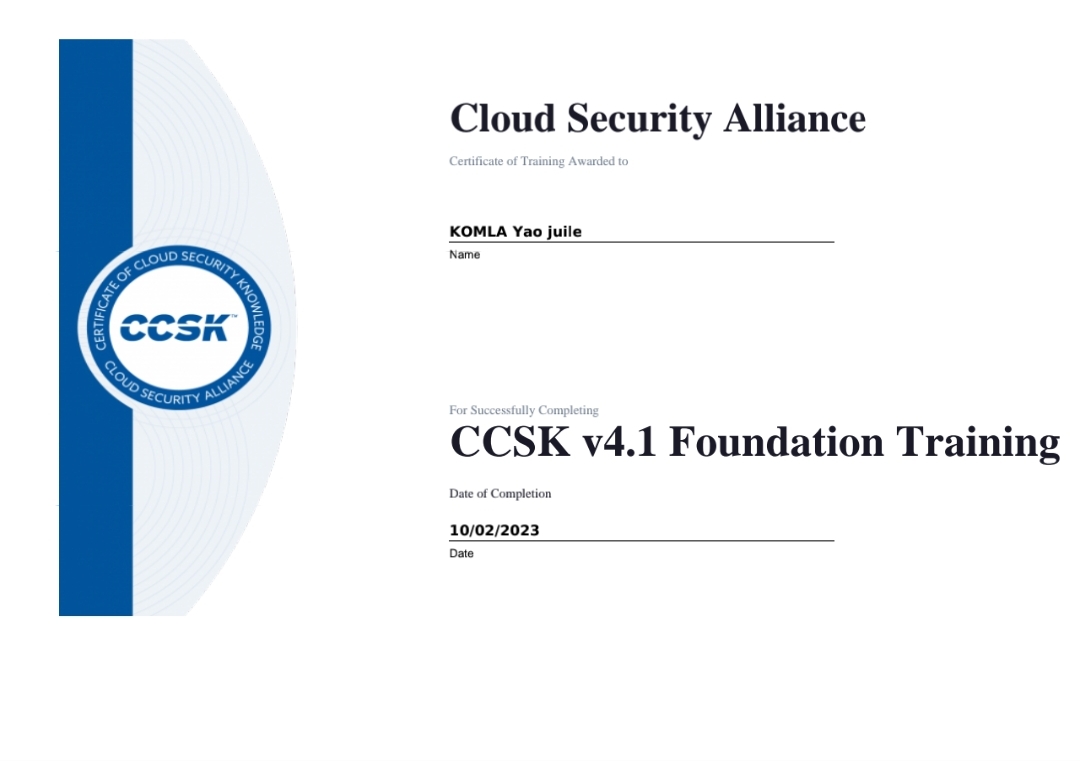 Cloud Security Alliance
Certificate of Training Awarded to
KOMLA Yao juile
Name
CERTIFICATE OF CLOUD SECURITY KNOWLEDGE
CCSK™
CLOUD SECURITY ALLIANCE
For Successfully Completing
CCSK v4.1 Foundation Training
Date of Completion
10/02/2023
Date